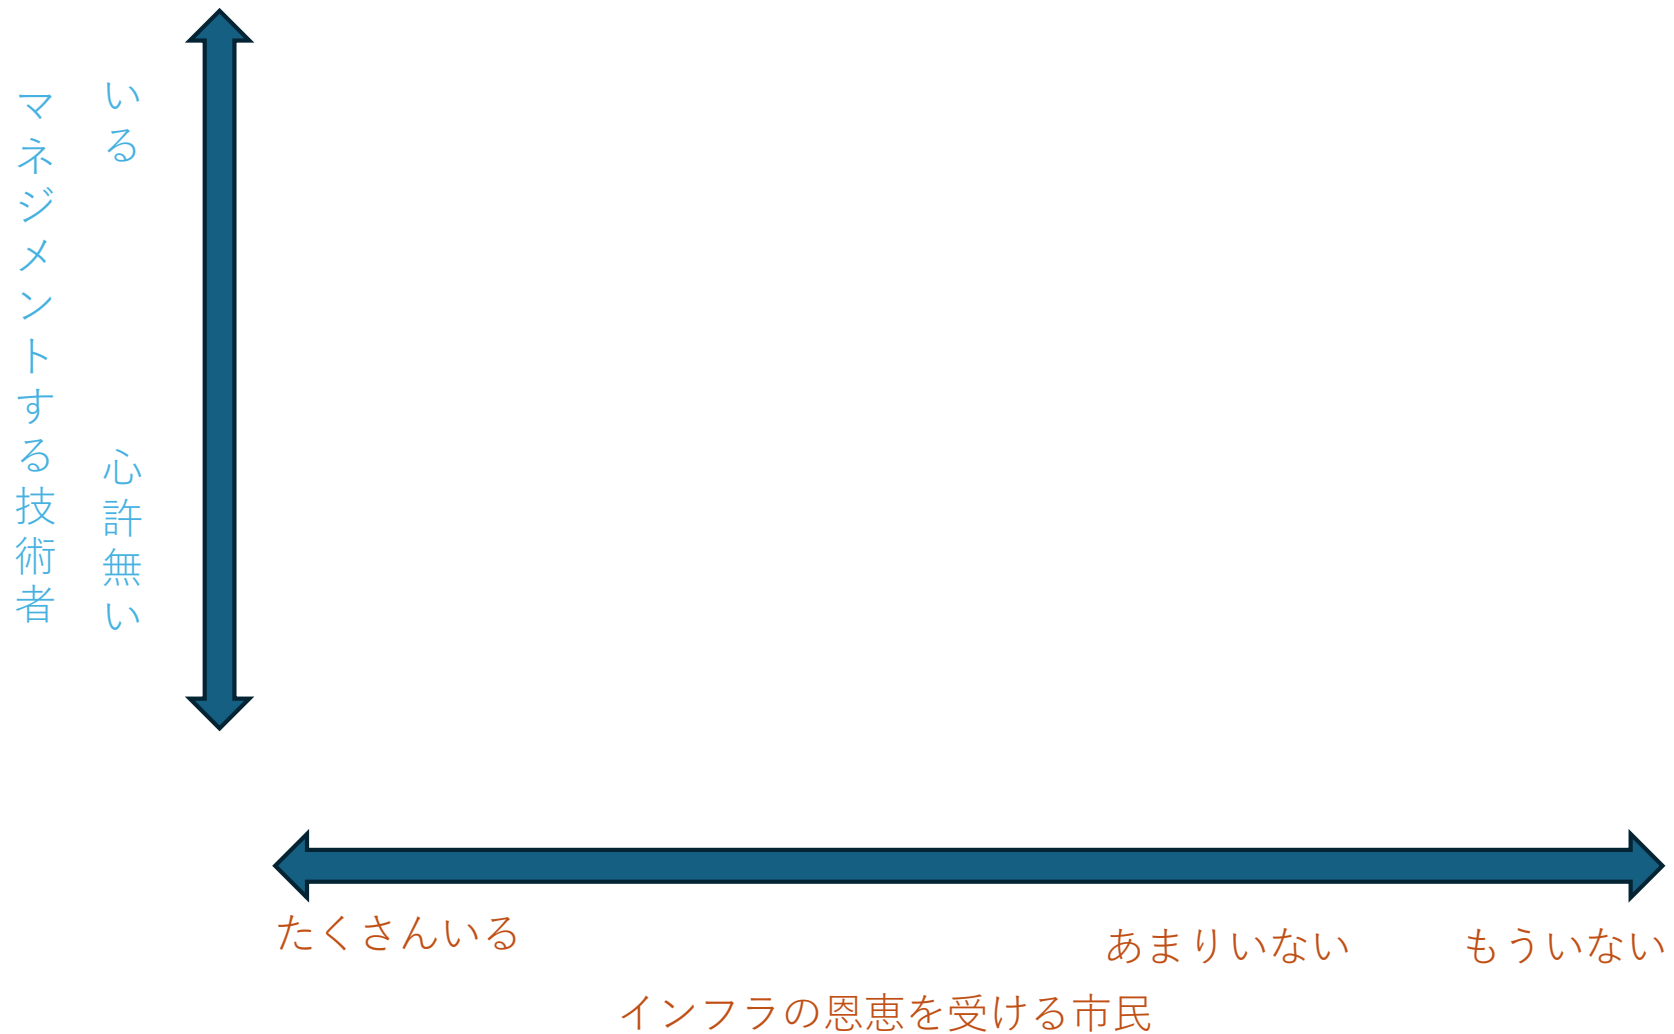 マネジメントする技術者
いる
心許無い
たくさんいる
あまりいない
もういない
インフラの恩恵を受ける市民